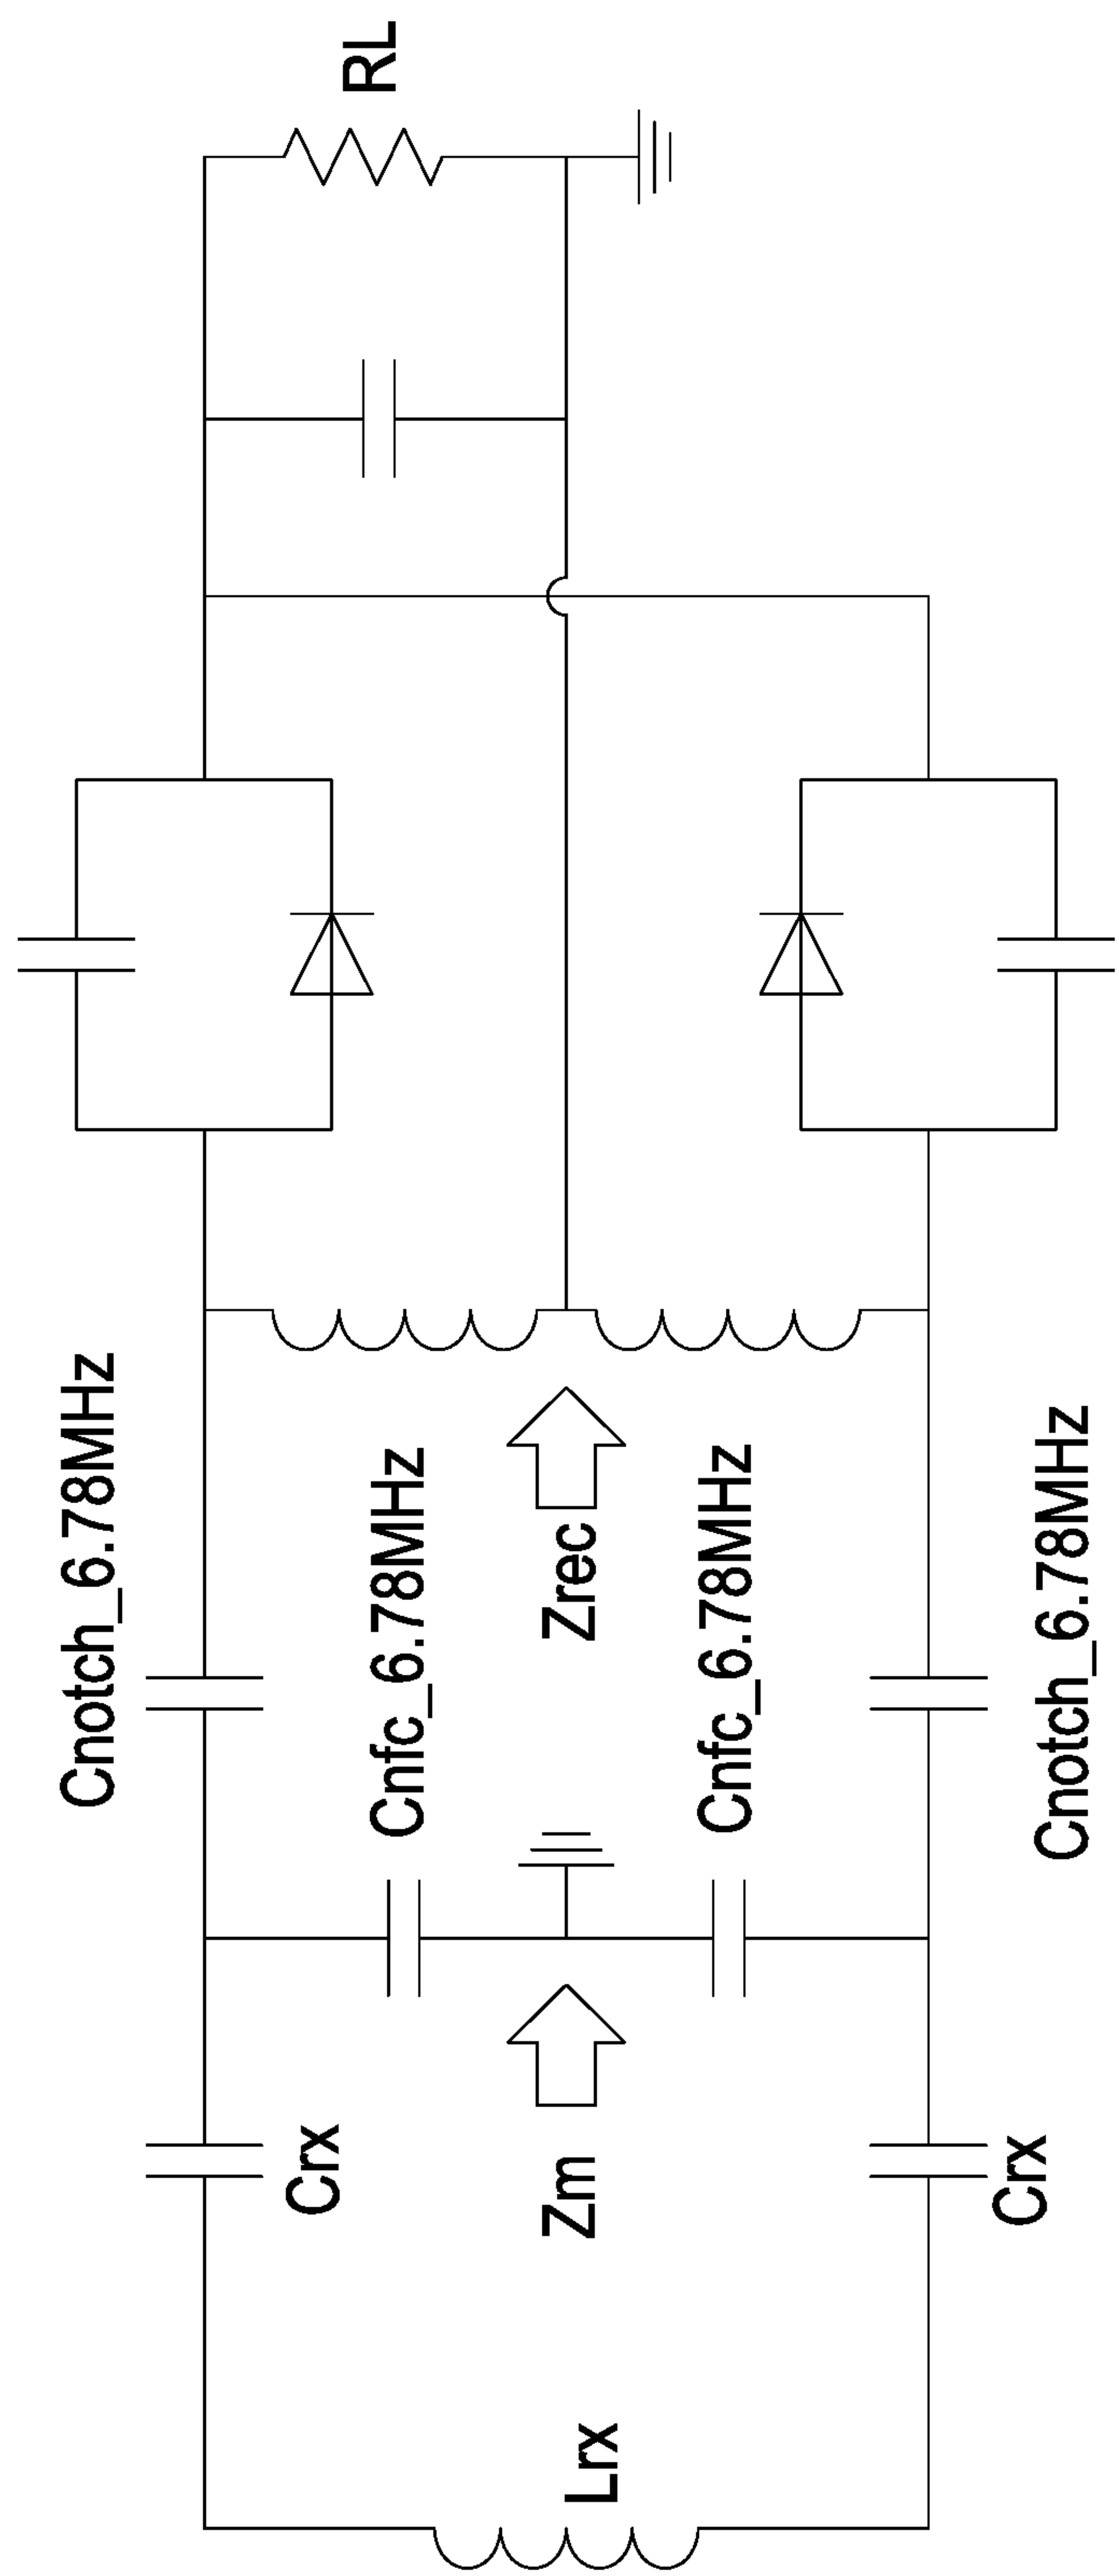 Cnotch_6.78MHz
RL
Crx
Cnfc_6.78MHz
Lrx
Zm
Zrec
Cnfc_6.78MHz
Crx
Cnotch_6.78MHz